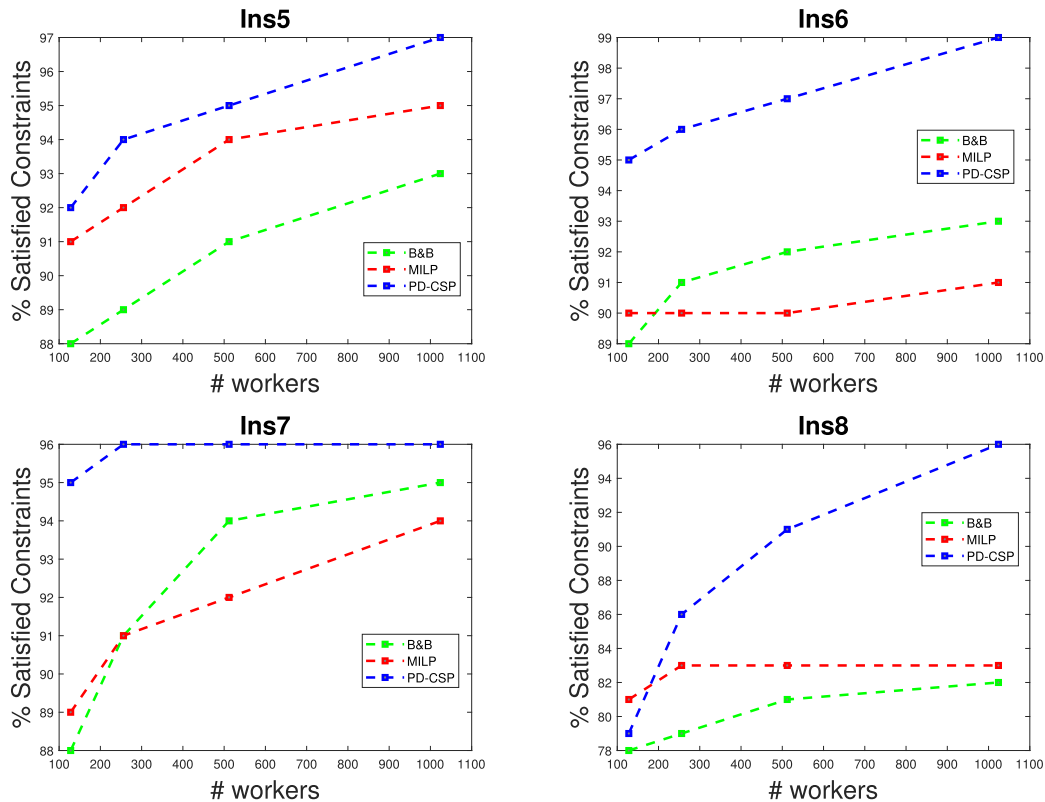 Ins5
97
96
95
94
93
92
91
90
89
88
% Satisfied Constraints
B&B
MILP
PD-CSP
100 200 300 400 500 600 700 800 900 1000 1100
# workers
Ins6
99
98
97
96
95
94
93
92
91
90
89
% Satisfied Constraints
B&B
MILP
PD-CSP
100 200 300 400 500 600 700 800 900 1000 1100
# workers
Ins7
96
95
94
93
92
91
90
89
88
% Satisfied Constraints
B&B
MILP
PD-CSP
100 200 300 400 500 600 700 800 900 1000 1100
# workers
Ins8
96
94
92
90
88
86
84
82
80
78
% Satisfied Constraints
B&B
MILP
PD-CSP
100 200 300 400 500 600 700 800 900 1000 1100
# workers